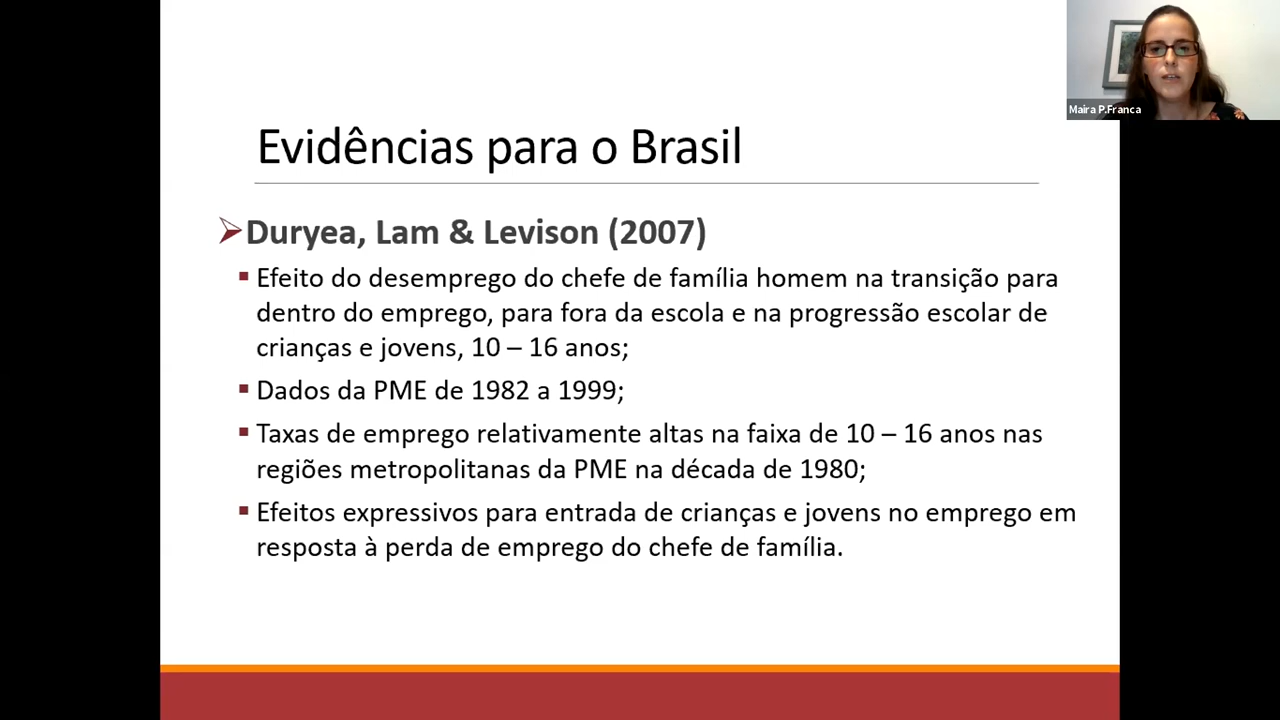 Maira P.Franca
Evidências para o Brasil
Duryea, Lam & Levison (2007)
Efeito do desemprego do chefe de família homem na transição para
dentro do emprego, para fora da escola e na progressão escolar de
crianças e jovens, 10 – 16 anos;
Dados da PME de 1982 a 1999;
Taxas de emprego relativamente altas na faixa de 10 – 16 anos nas
regiões metropolitanas da PME na década de 1980;
Efeitos expressivos para entrada de crianças e jovens no emprego em
resposta à perda de emprego do chefe de família.